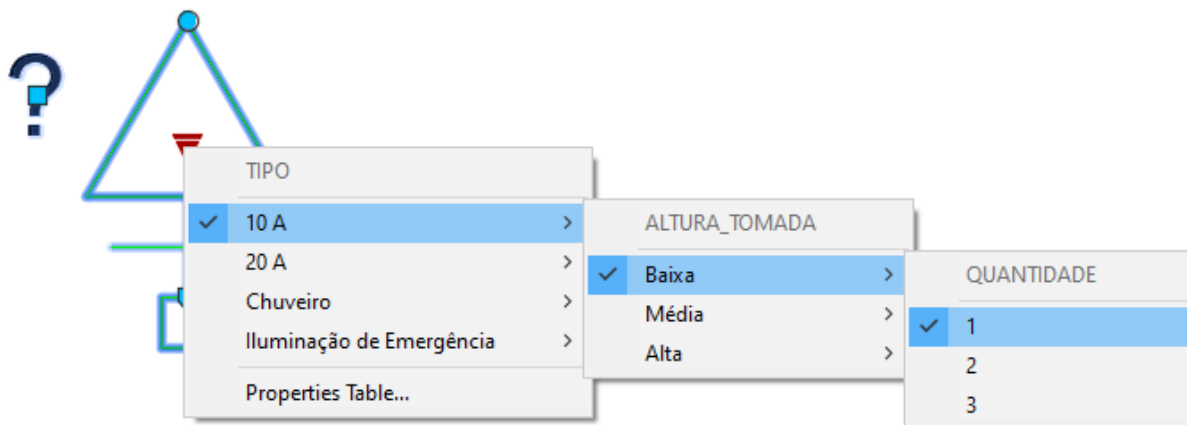 ?
TIPO
10 A
20 A
Chuveiro
Iluminação de Emergência
Properties Table...
ALTURA_TOMADA
Baixa
Média
Alta
QUANTIDADE
1
2
3